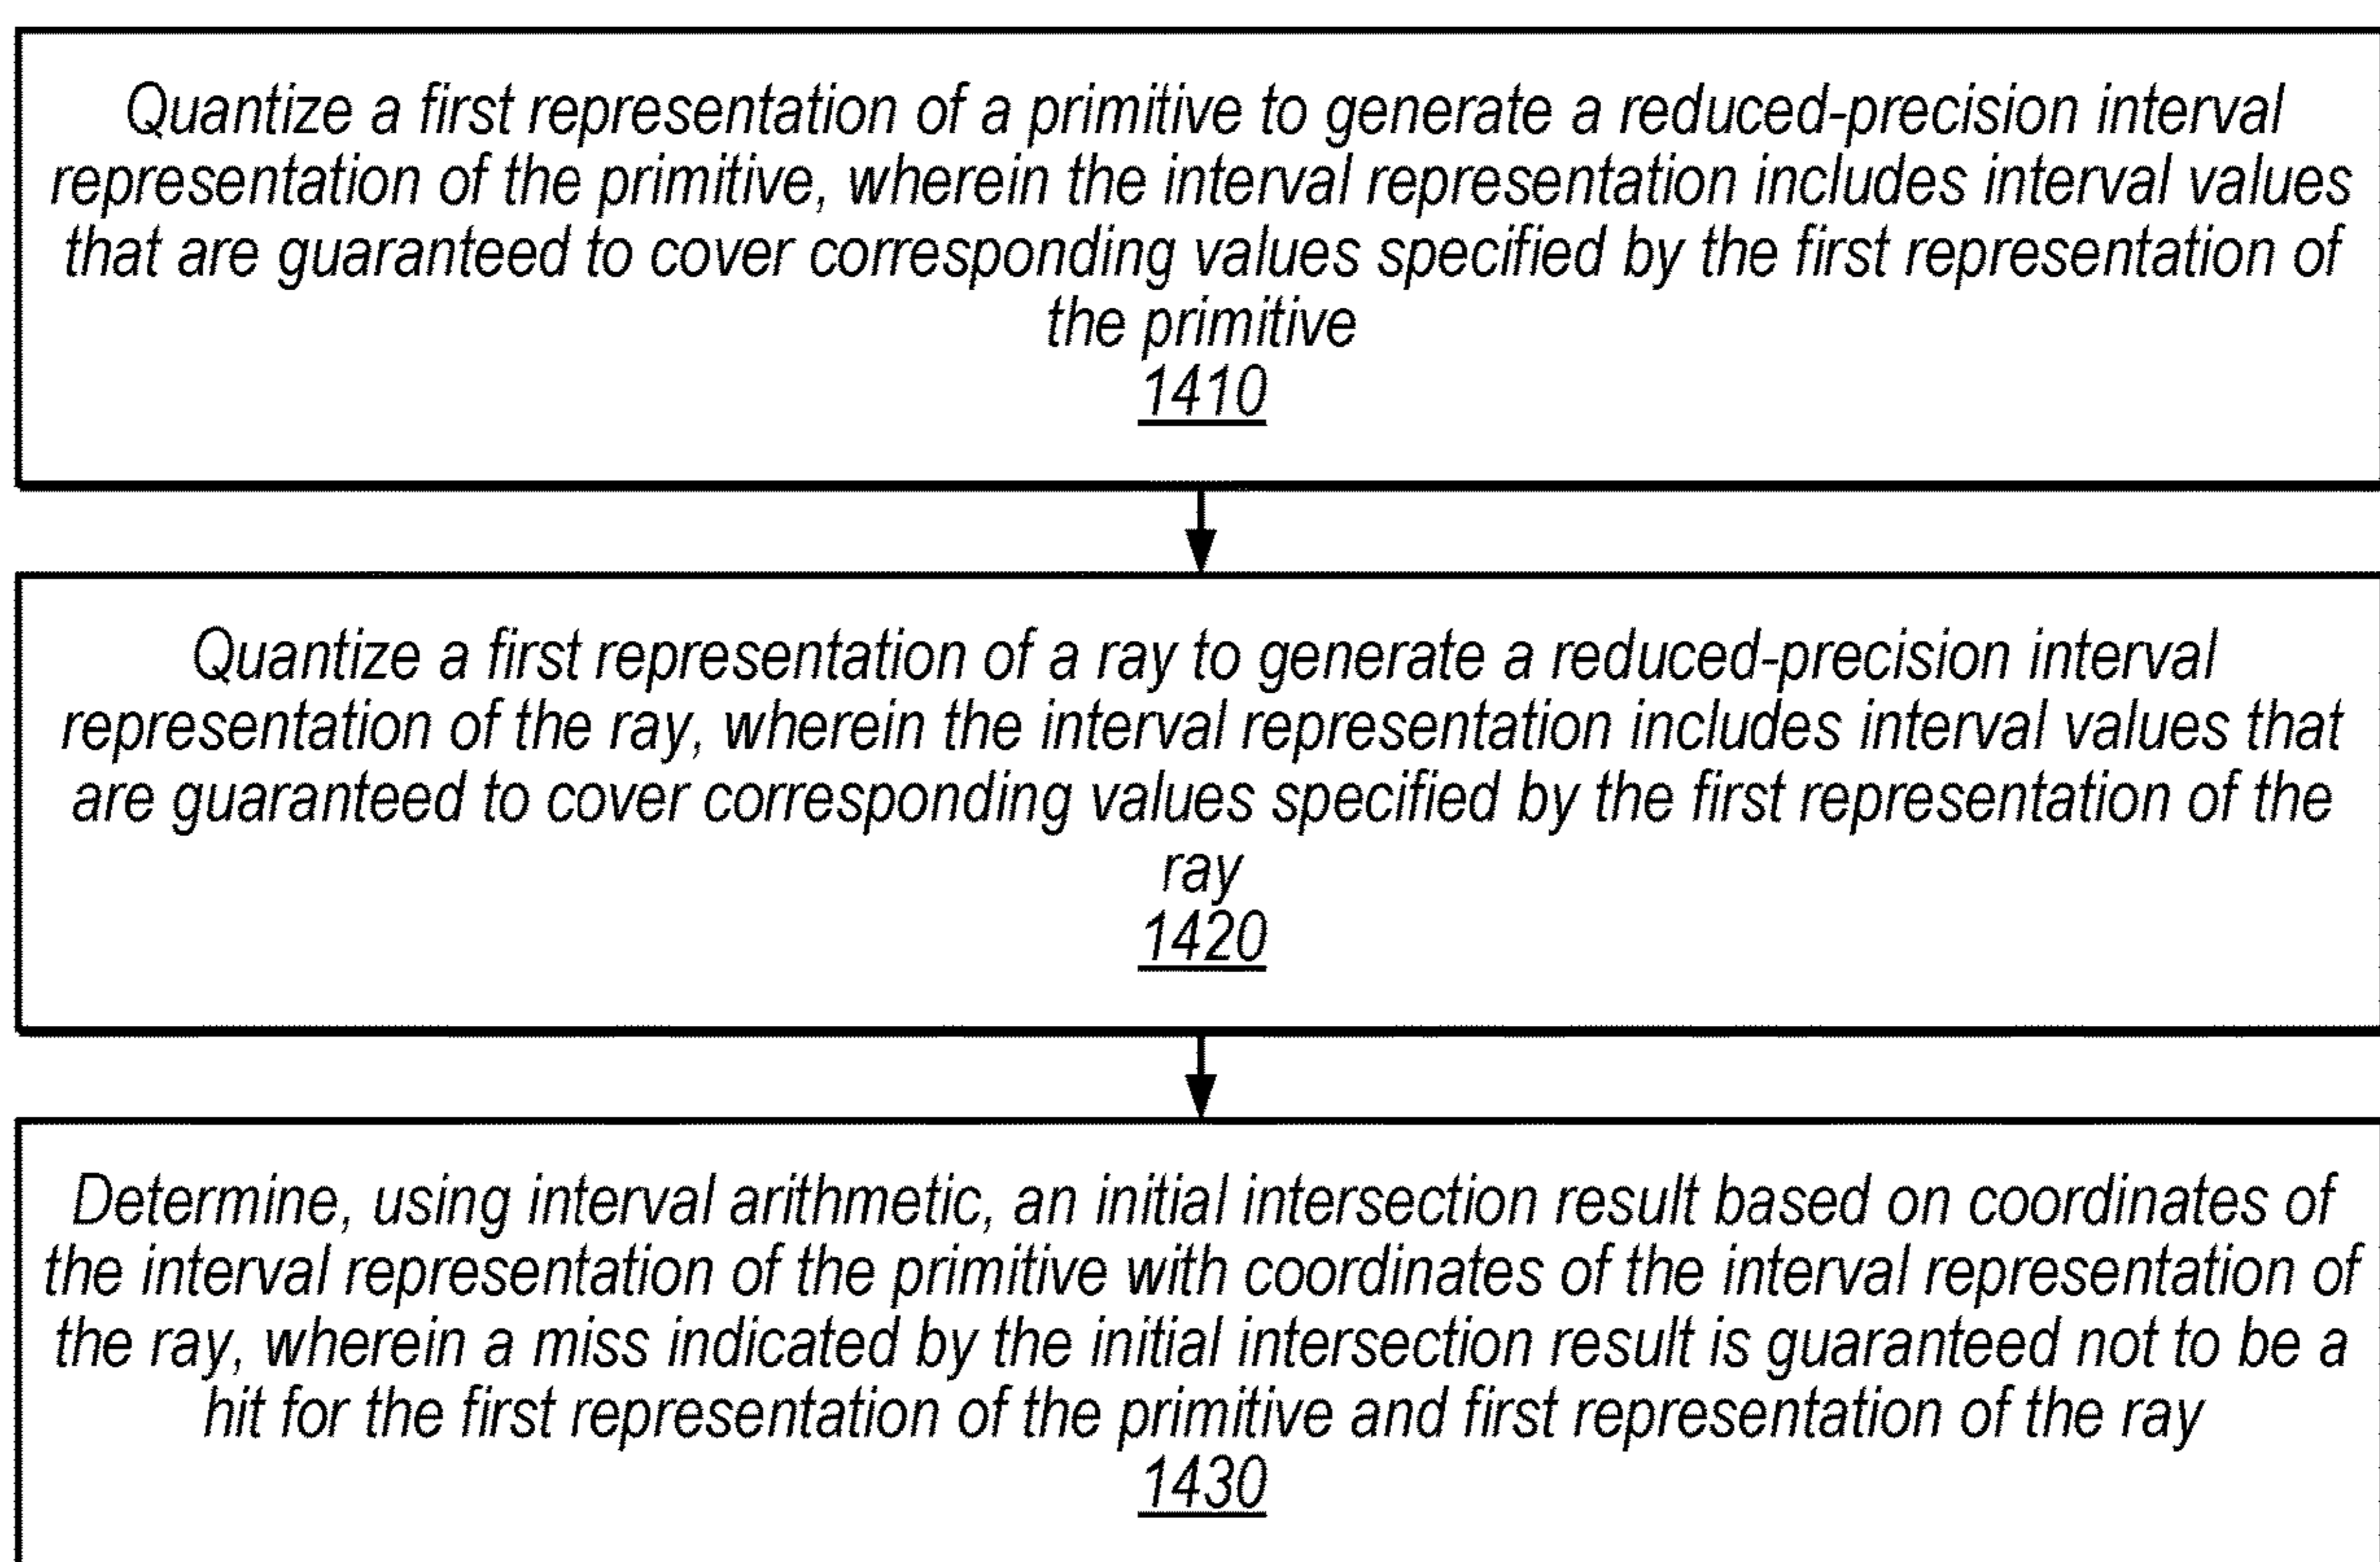 Quantize a first representation of a primitive to generate a reduced-precision interval
representation of the primitive, wherein the interval representation includes interval values
that are guaranteed to cover corresponding values specified by the first representation of
the primitive
1410
Quantize a first representation of a ray to generate a reduced-precision interval
representation of the ray, wherein the interval representation includes interval values that
are guaranteed to cover corresponding values specified by the first representation of the
ray
1420
Determine, using interval arithmetic, an initial intersection result based on coordinates of
the interval representation of the primitive with coordinates of the interval representation of
the ray, wherein a miss indicated by the initial intersection result is guaranteed not to be a
hit for the first representation of the primitive and first representation of the ray
1430